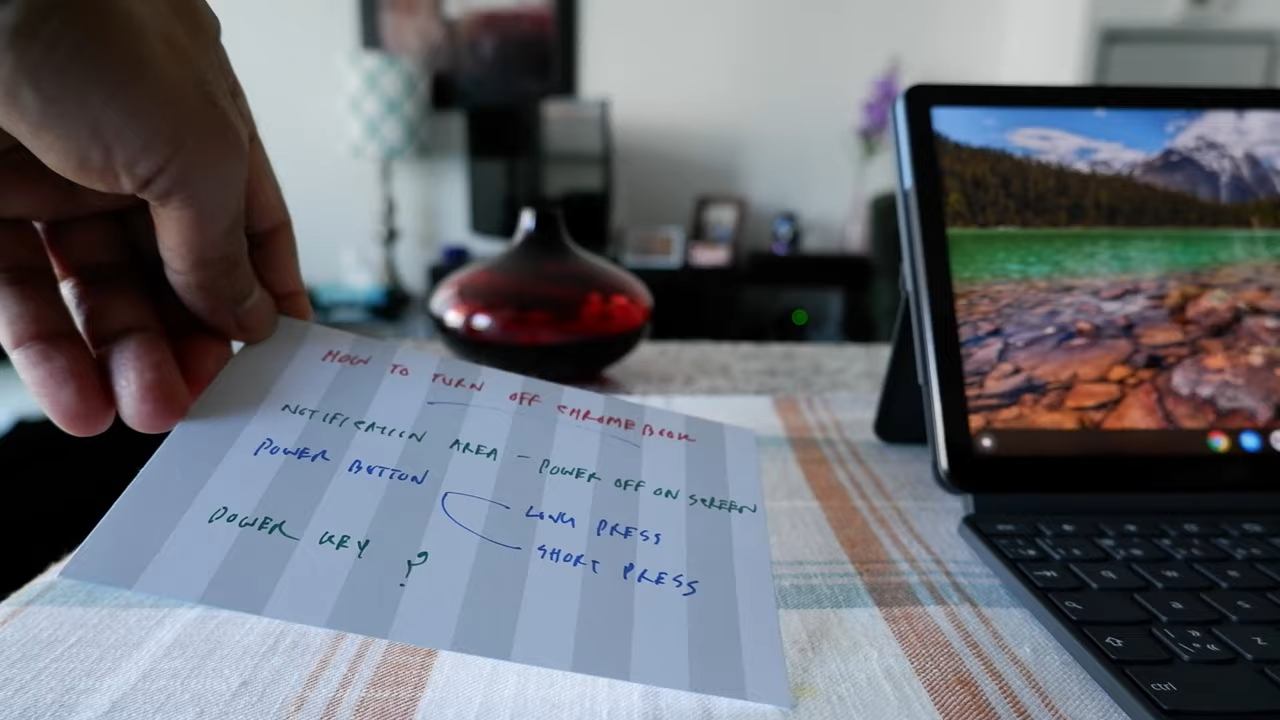 HOW TO TURN OFF CHROMEBOOK
NOTIFICATION AREA - POWER OFF ON SCREEN
POWER BUTTON
LONG PRESS
SHORT PRESS
POWER KEY ?
q w e
a s
z
ctrl